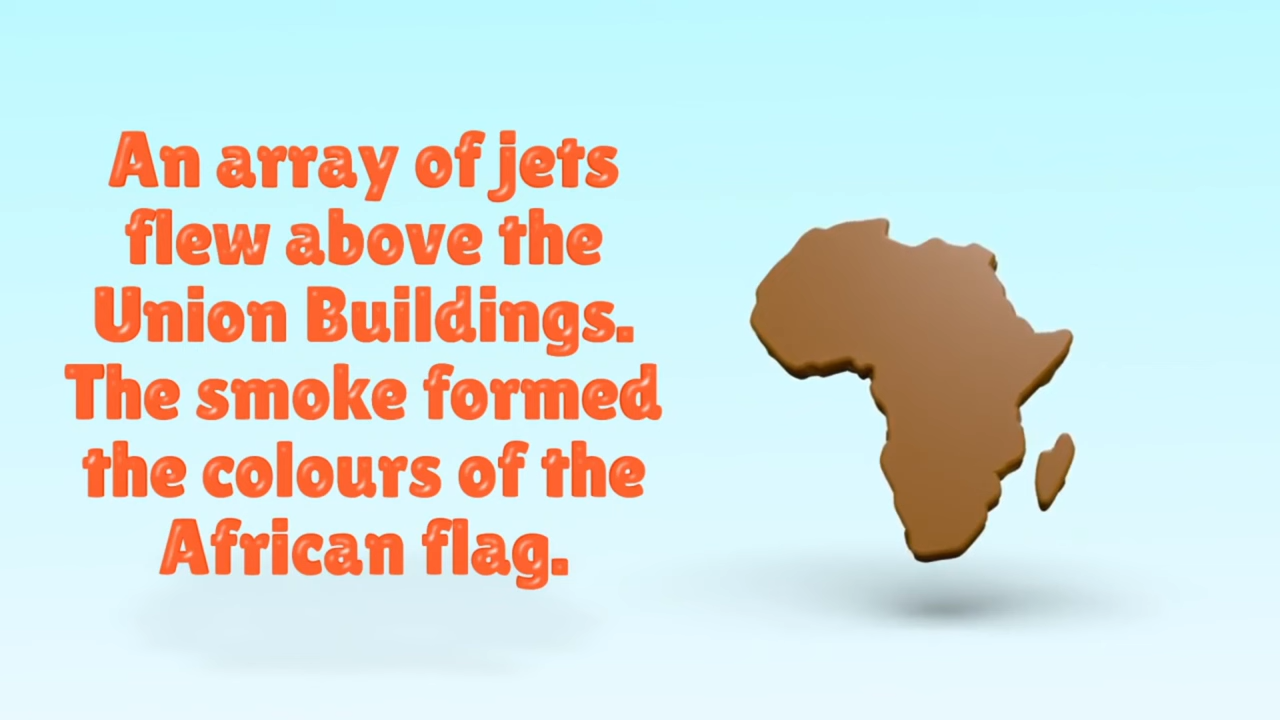 An array of jets
flew above the
Union Buildings.
The smoke formed
the colours of the
African flag.